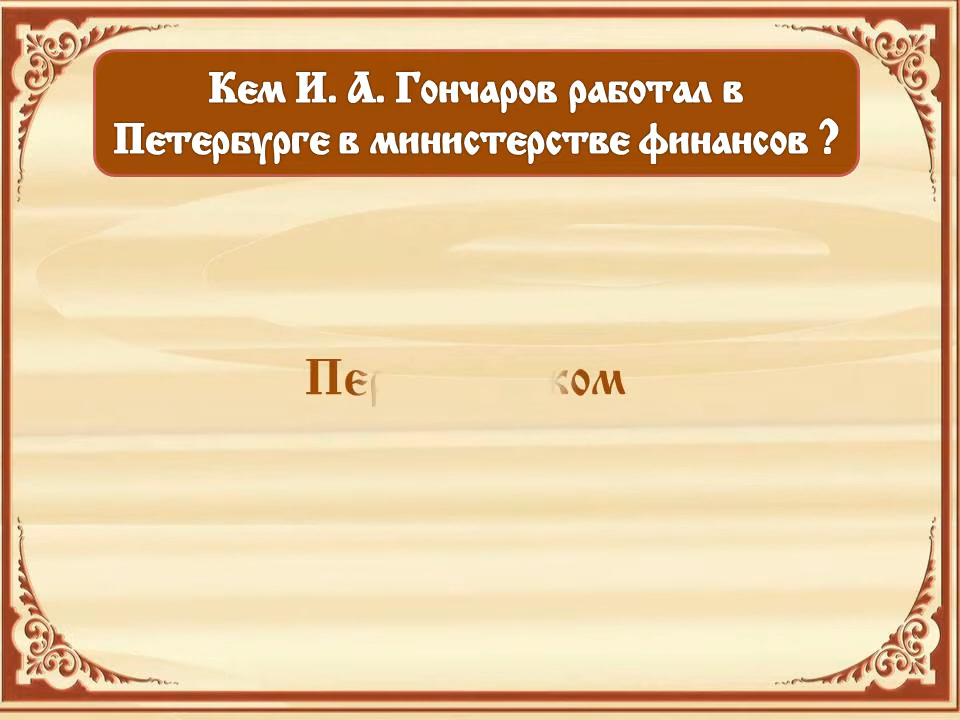 Кем И. А. Гончаров работал в
Петербурге в министерстве финансов ?